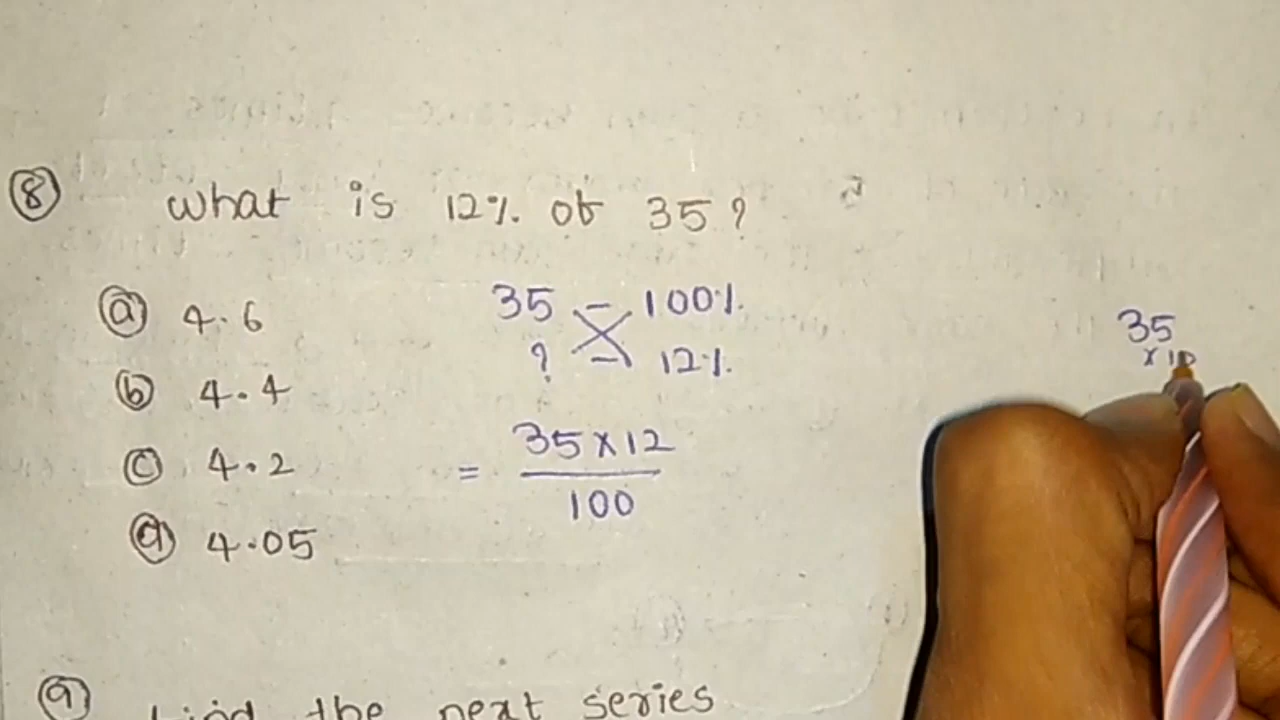 8 what is 12% of 35?
a 4.6
b 4.4
c 4.2
d 4.05
35 - 100%
? - 12%
= 35 x 12
100
35
9 find the next series